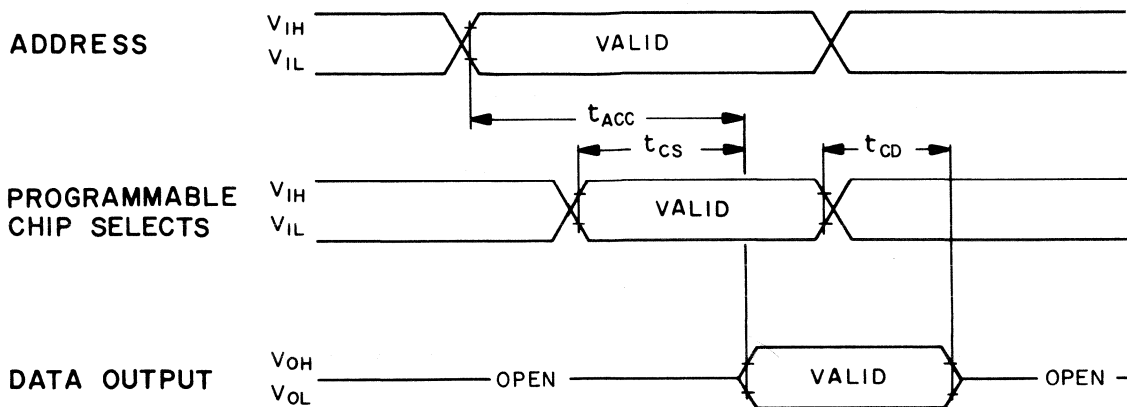 ADDRESS
VIH
VIL
VALID
tACC
tCS
tCD
PROGRAMMABLE
CHIP SELECTS
VIH
VIL
VALID
DATA OUTPUT
VOH
VOL
OPEN
VALID
OPEN